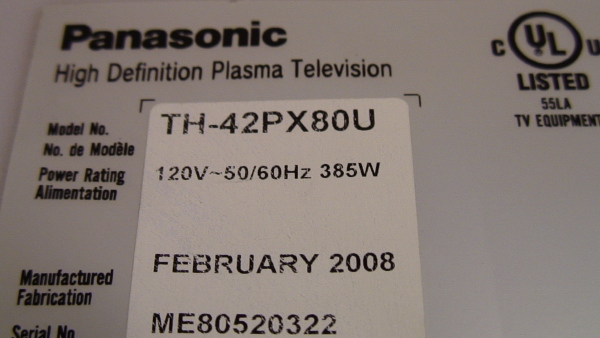 Panasonic
High Definition Plasma Television
Model No. TH-42PX80U
No. de Modèle
Power Rating 120V~50/60Hz 385W
Alimentation
Manufactured FEBRUARY 2008
Fabrication
Serial No. ME80520322
C UL U
LISTED
55LA
TV EQUIPMENT